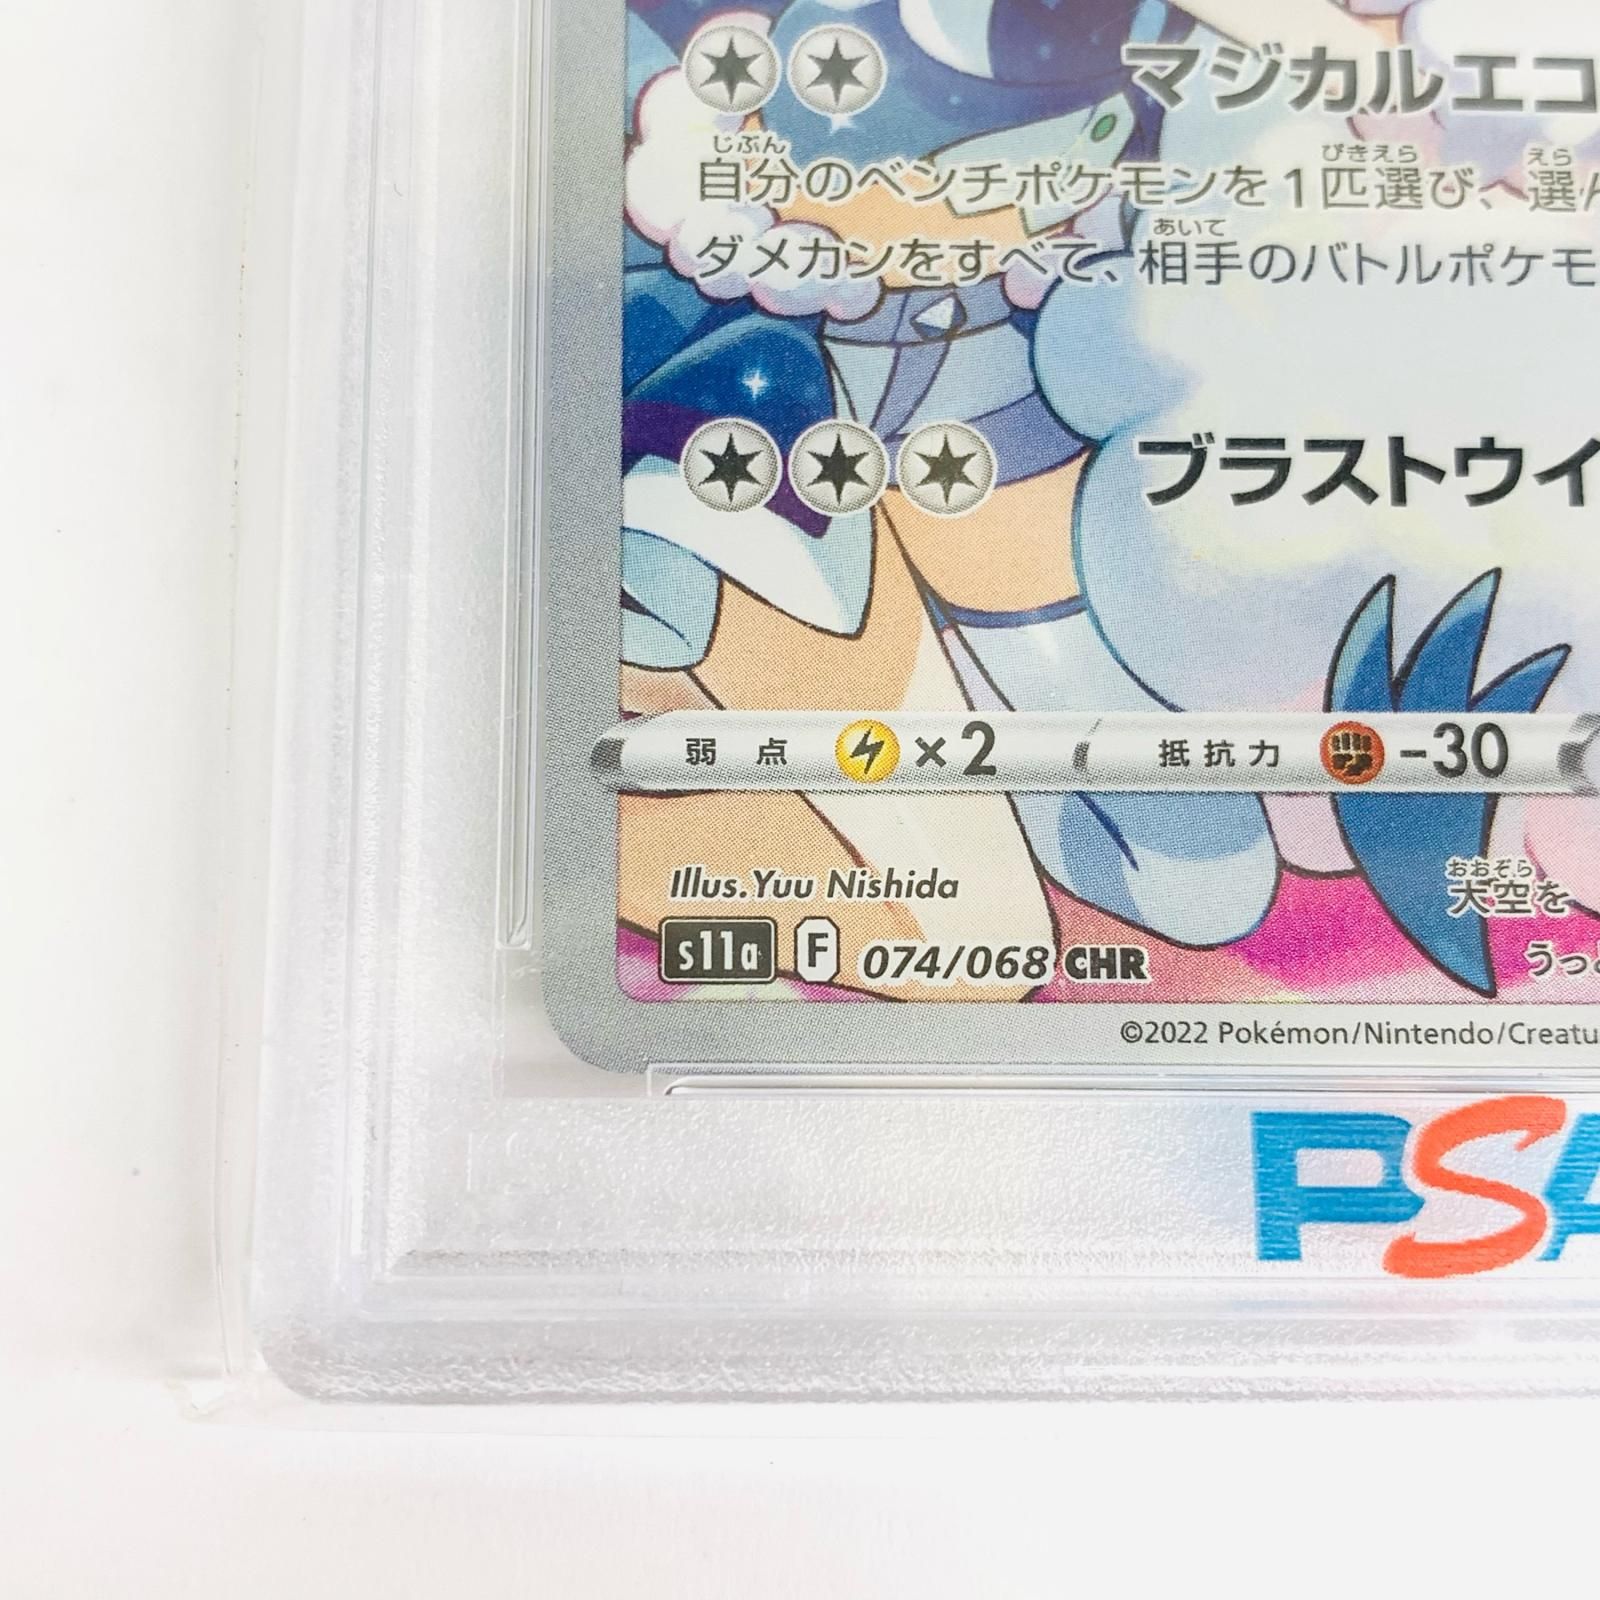 マジカルエコ
じぶん ぴきえら えら
自分のベンチポケモンを1匹選び、選ん
あいて
ダメカンをすべて、相手のバトルポケモ
ブラストウイ
弱点 ×2 抵抗力 -30
Illus.Yuu Nishida
おおぞら
大空を
s11a F 074/068 CHR
うっと
©2022 Pokémon/Nintendo/Creatu
PSA